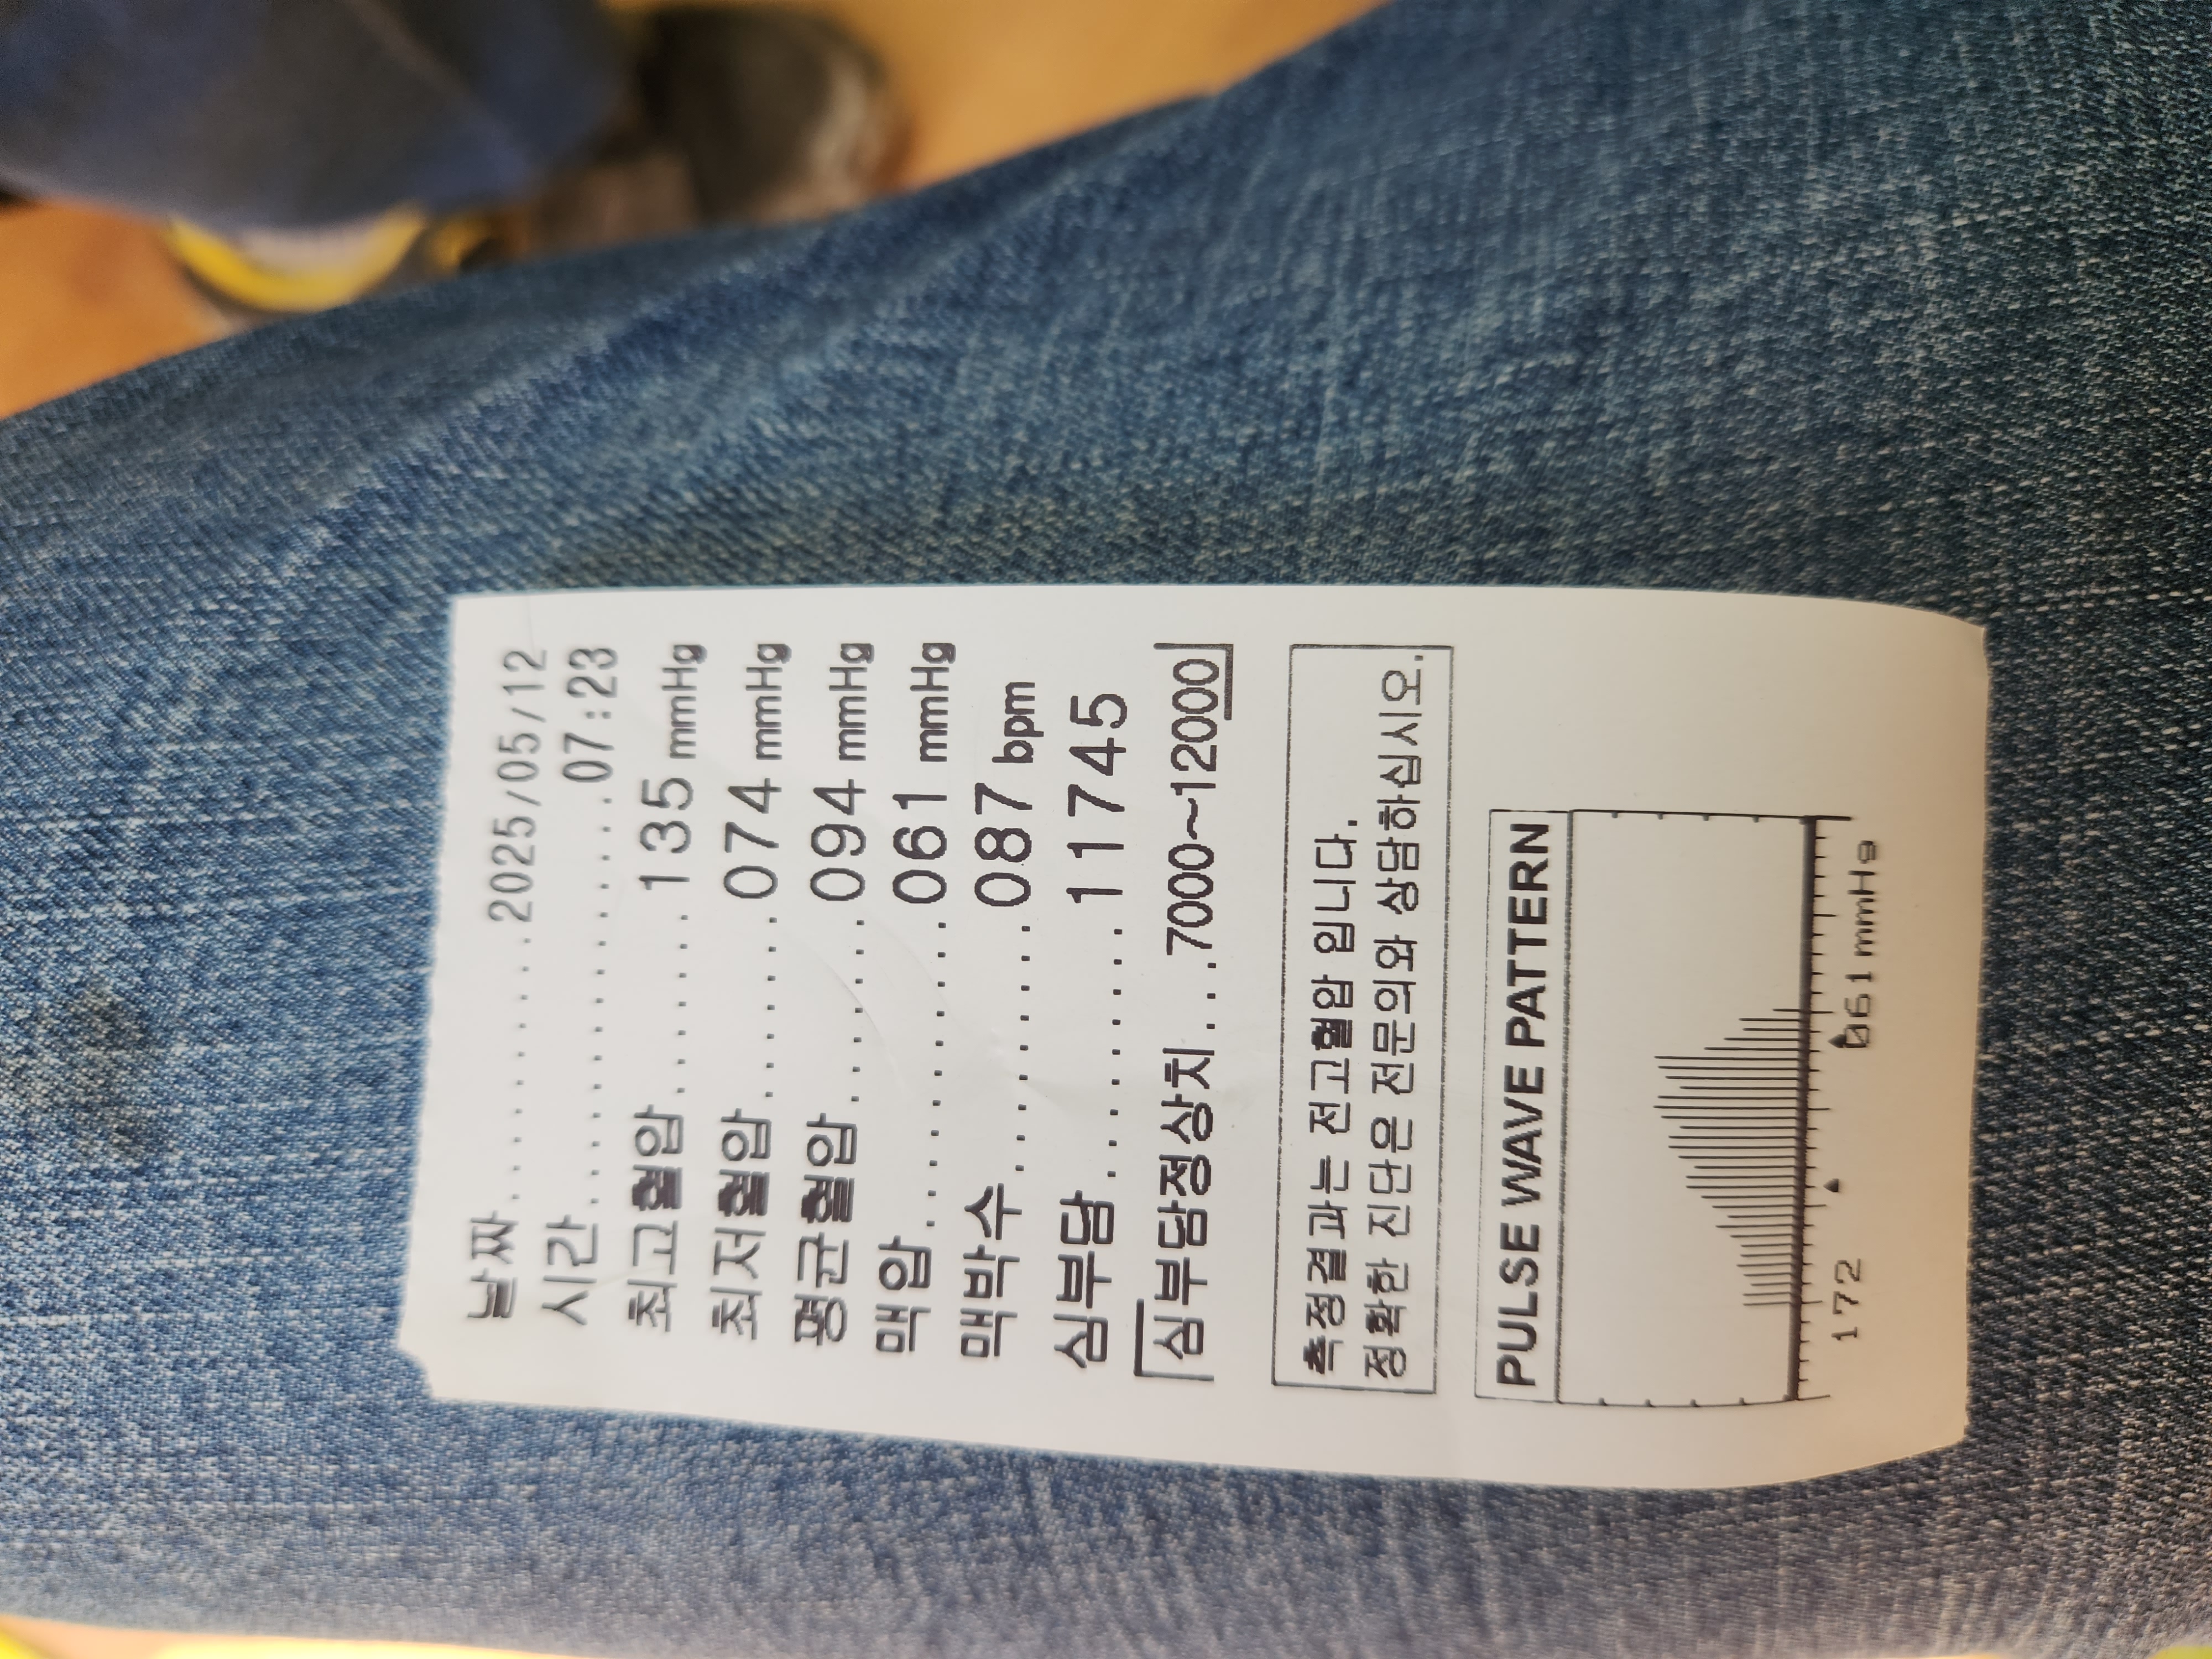 날짜..............2025/05/12
시간..............07:23
최고혈압.........135 mmHg
최저혈압.........074 mmHg
평균혈압.........094 mmHg
맥압..............061 mmHg
맥박수............087 bpm
심부담............11745
[심부담정상치...7000~12000]
측정결과는 전고혈압 입니다.
정확한 진단은 전문의와 상담하십시오.
PULSE WAVE PATTERN
172 061mmHg